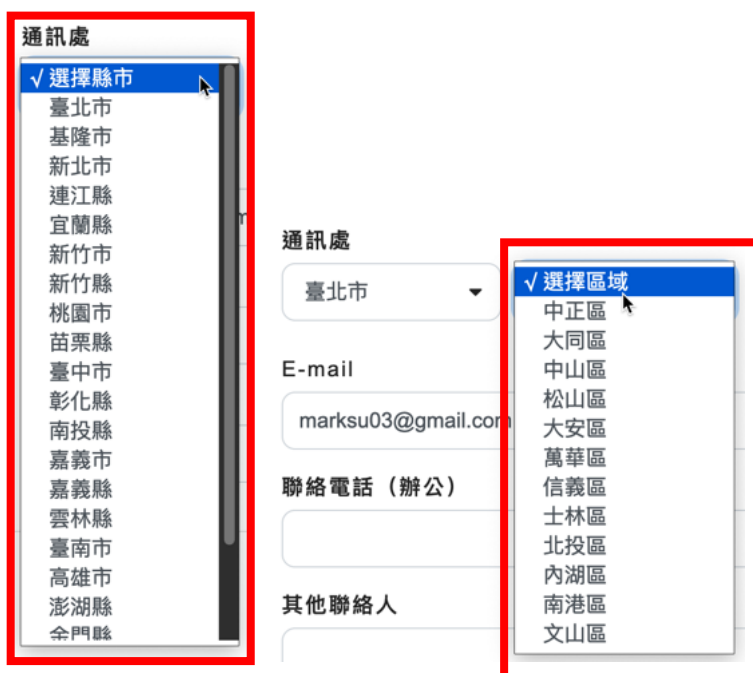 通訊處
√ 選擇縣市
臺北市
基隆市
新北市
連江縣
宜蘭縣
新竹市
新竹縣
桃園市
苗栗縣
臺中市
彰化縣
南投縣
嘉義市
嘉義縣
雲林縣
臺南市
高雄市
澎湖縣
金門縣
通訊處
臺北市
E-mail
marksu03@gmail.com
聯絡電話（辦公）
其他聯絡人
√ 選擇區域
中正區
大同區
中山區
松山區
大安區
萬華區
信義區
士林區
北投區
內湖區
南港區
文山區